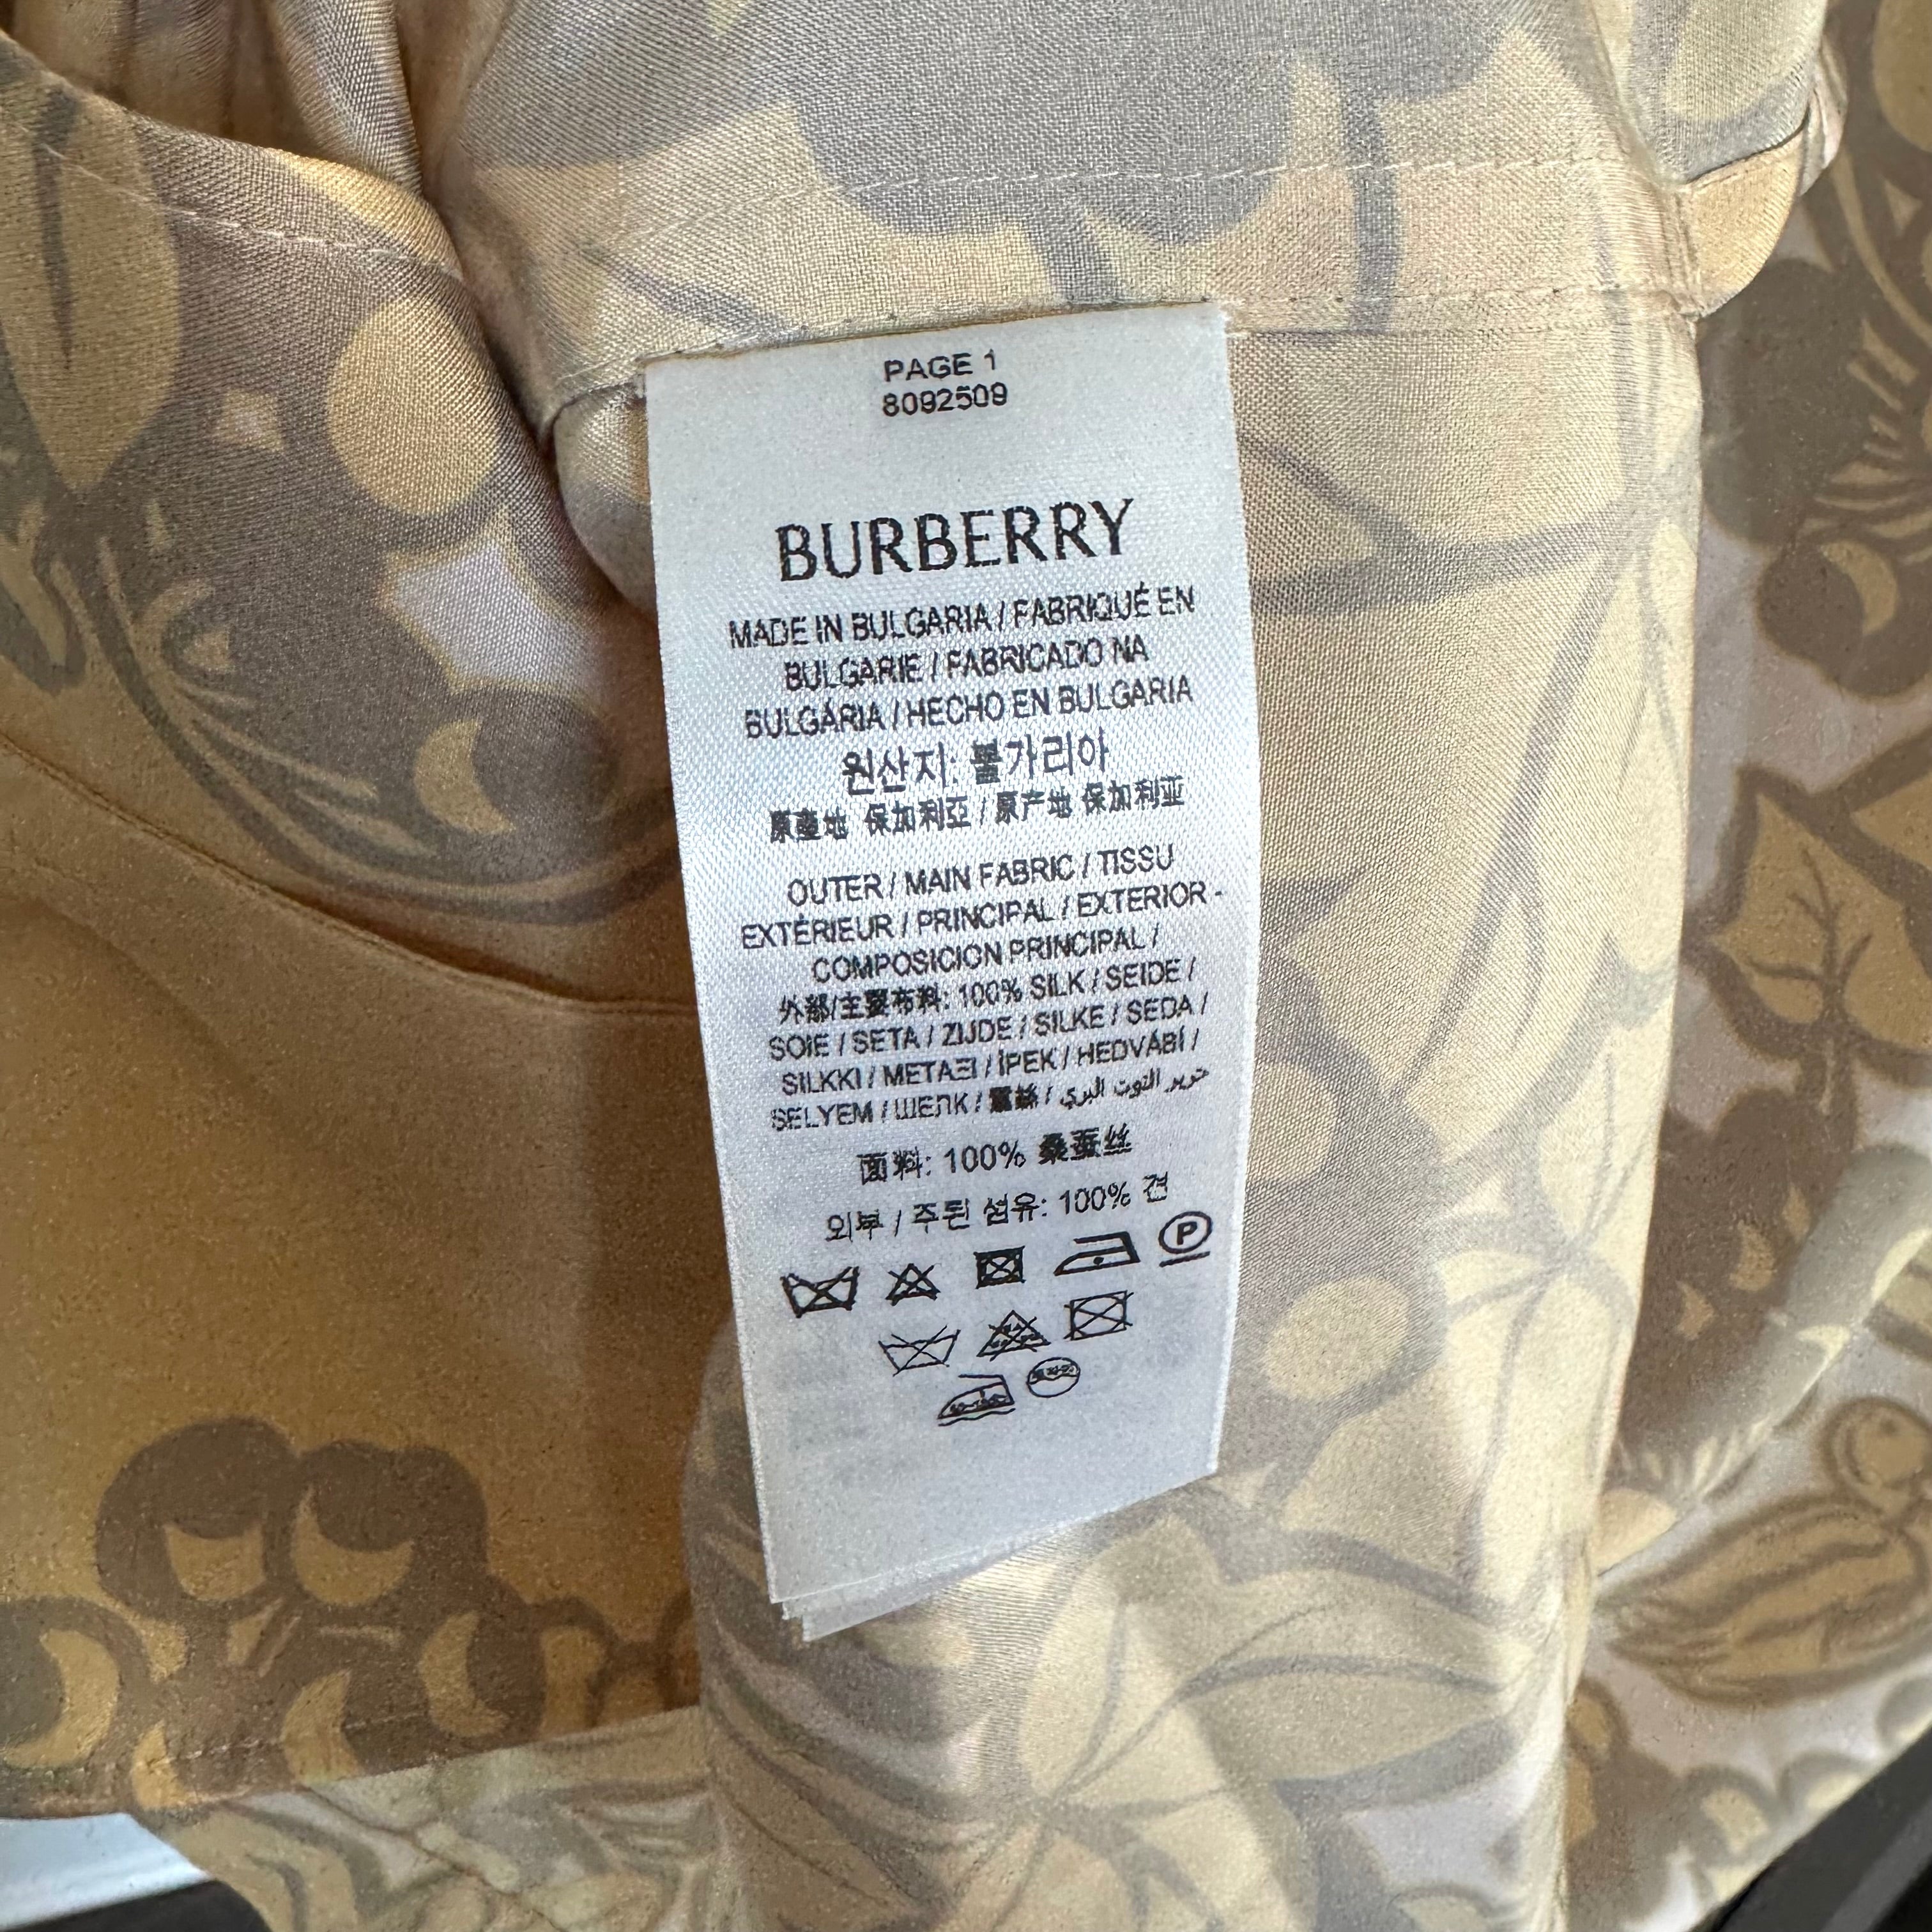 PAGE 1
8092509
BURBERRY
MADE IN BULGARIA / FABRIQUÉ EN
BULGARIE / FABRICADO NA
BULGÁRIA / HECHO EN BULGARIA
원산지: 불가리아
原產地 保加利亞 / 原产地 保加利亚
OUTER / MAIN FABRIC / TISSU
EXTÉRIEUR / PRINCIPAL / EXTERIOR -
COMPOSICION PRINCIPAL /
外部/主要布料: 100% SILK / SEIDE /
SOIE / SETA / ZIJDE / SILKE / SEDA /
SILKKI / ΜΕΤΑΞΙ / İPEK / HEDVÁBÍ /
SELYEM / ШЕЛК / 蠶絲 / حرير التوت البري
面料: 100% 桑蚕丝
외부 / 주된 섬유: 100% 견
P